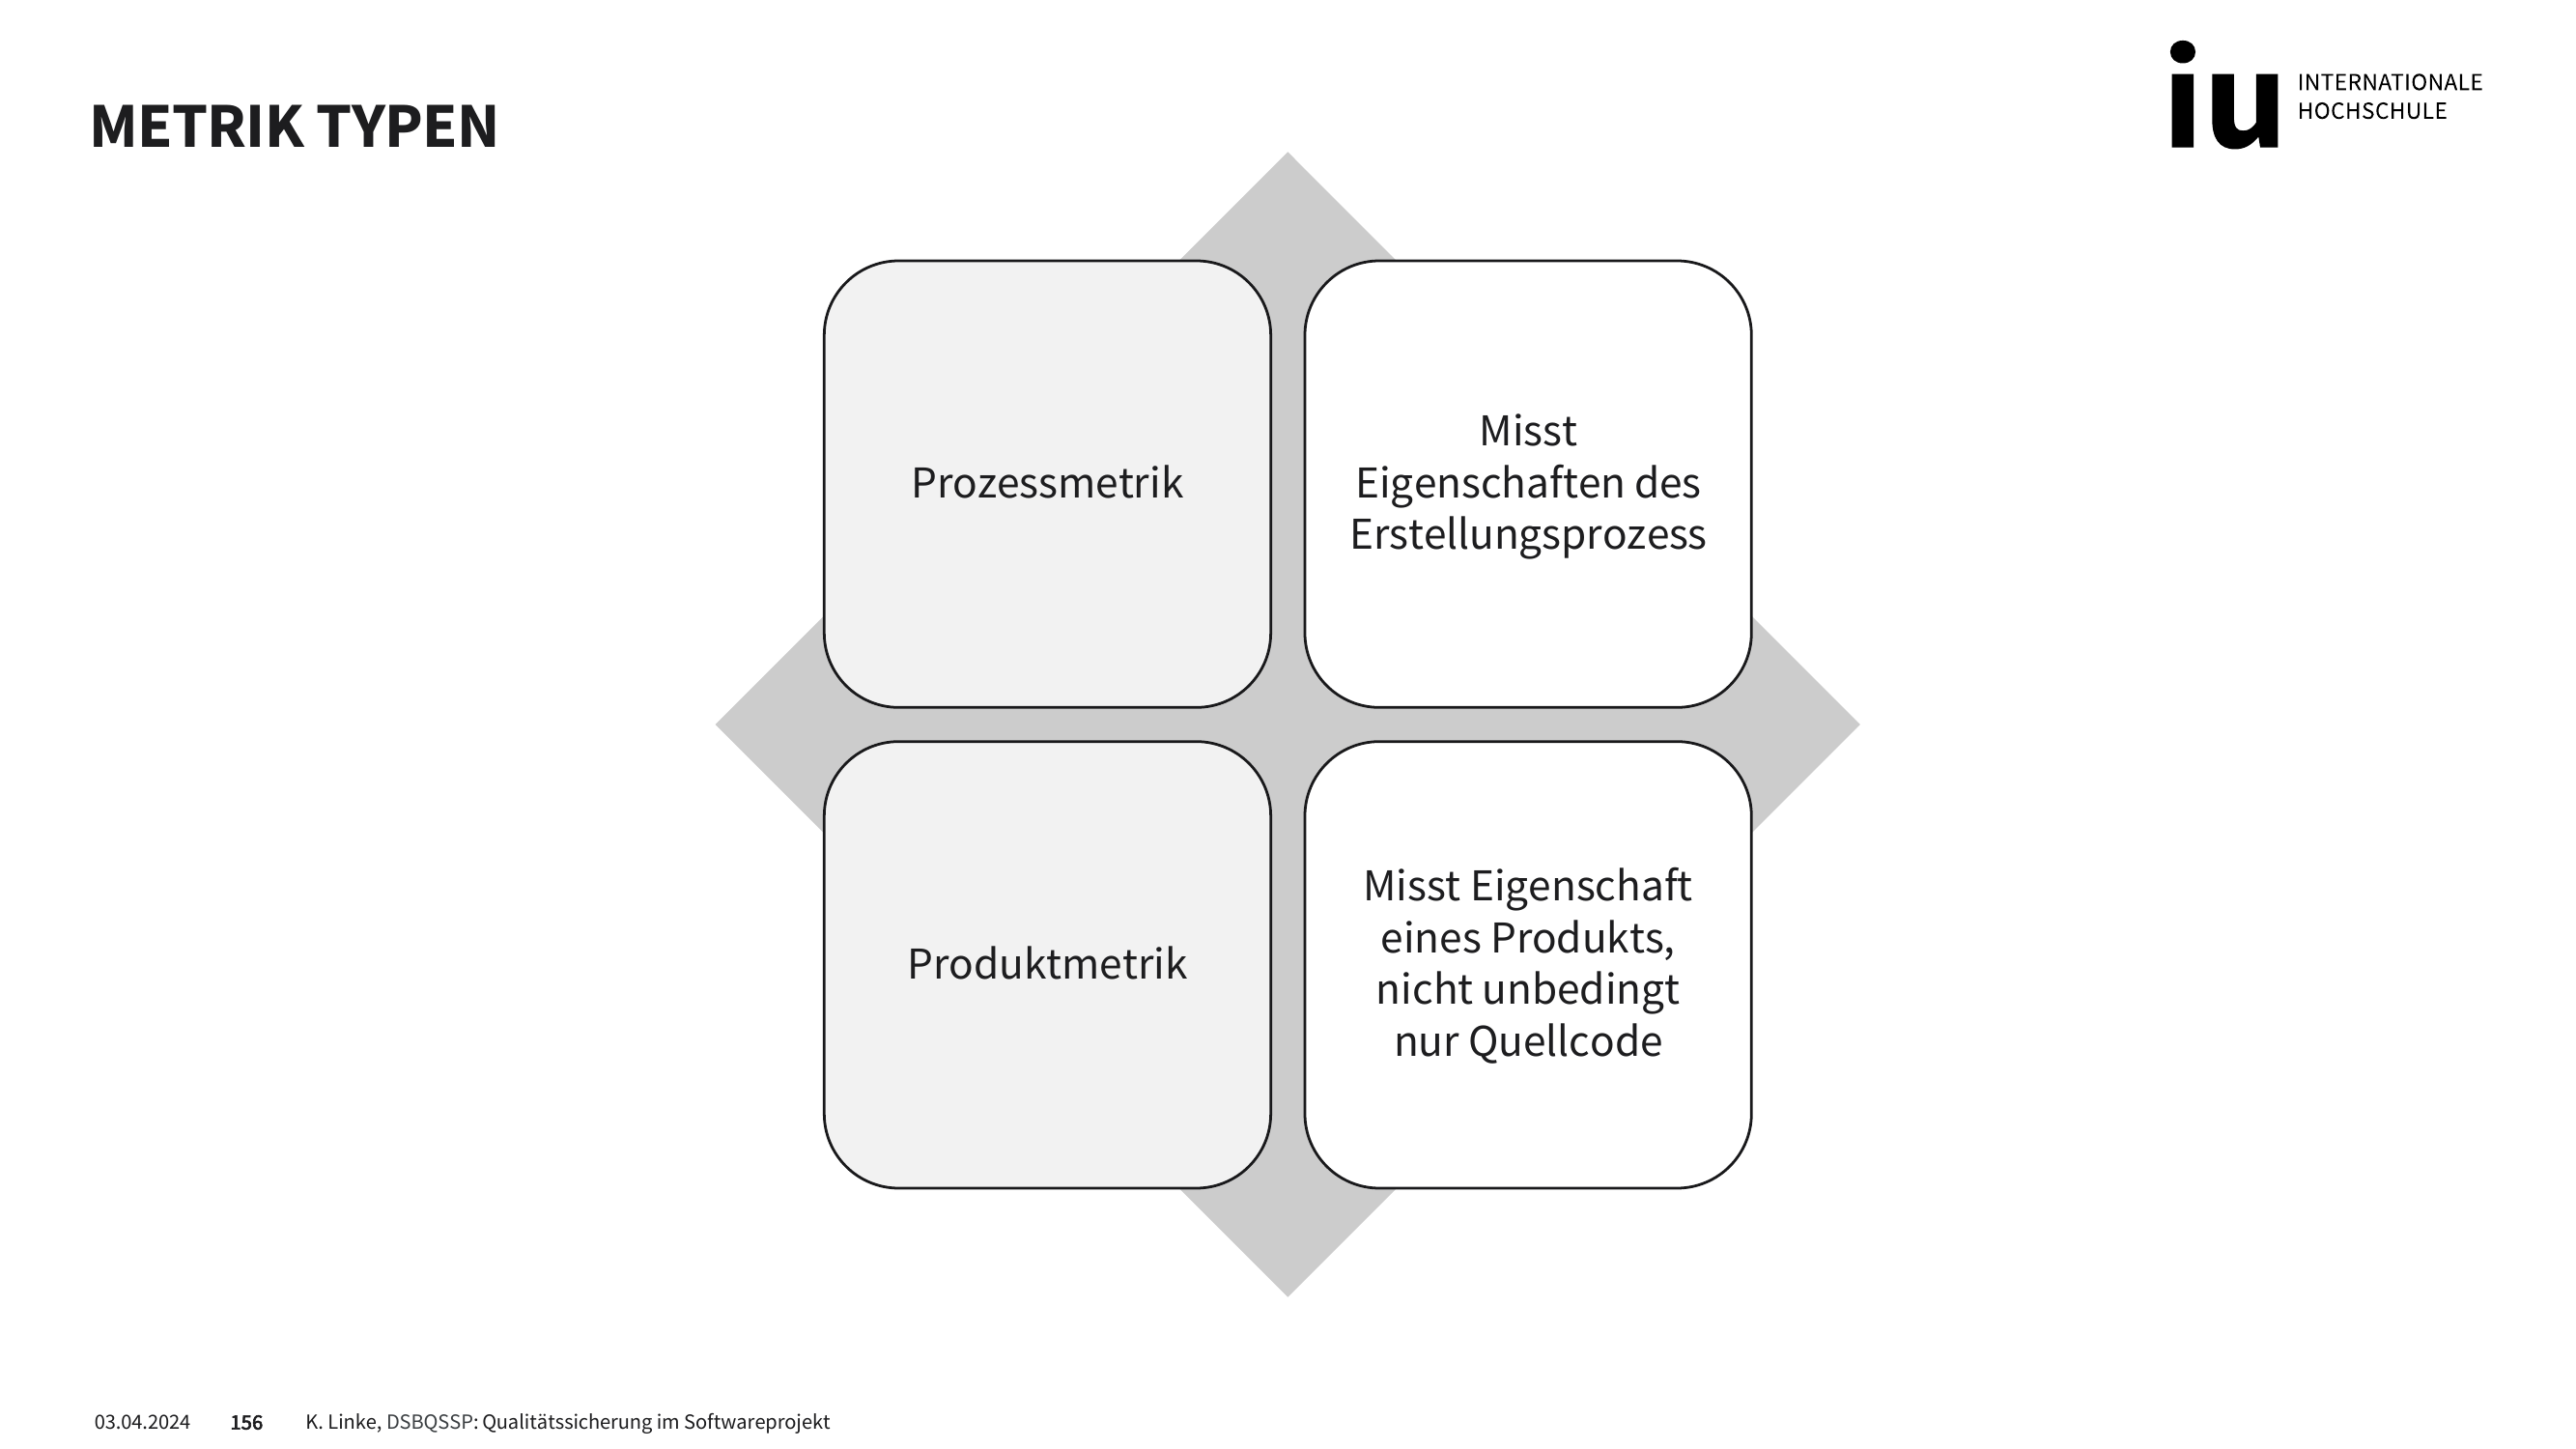 METRIK TYPEN
iu INTERNATIONALE
HOCHSCHULE
Prozessmetrik
Misst
Eigenschaften des
Erstellungsprozess
Produktmetrik
Misst Eigenschaft
eines Produkts,
nicht unbedingt
nur Quellcode
03.04.2024 156 K. Linke, DSBQSSP: Qualitätssicherung im Softwareprojekt